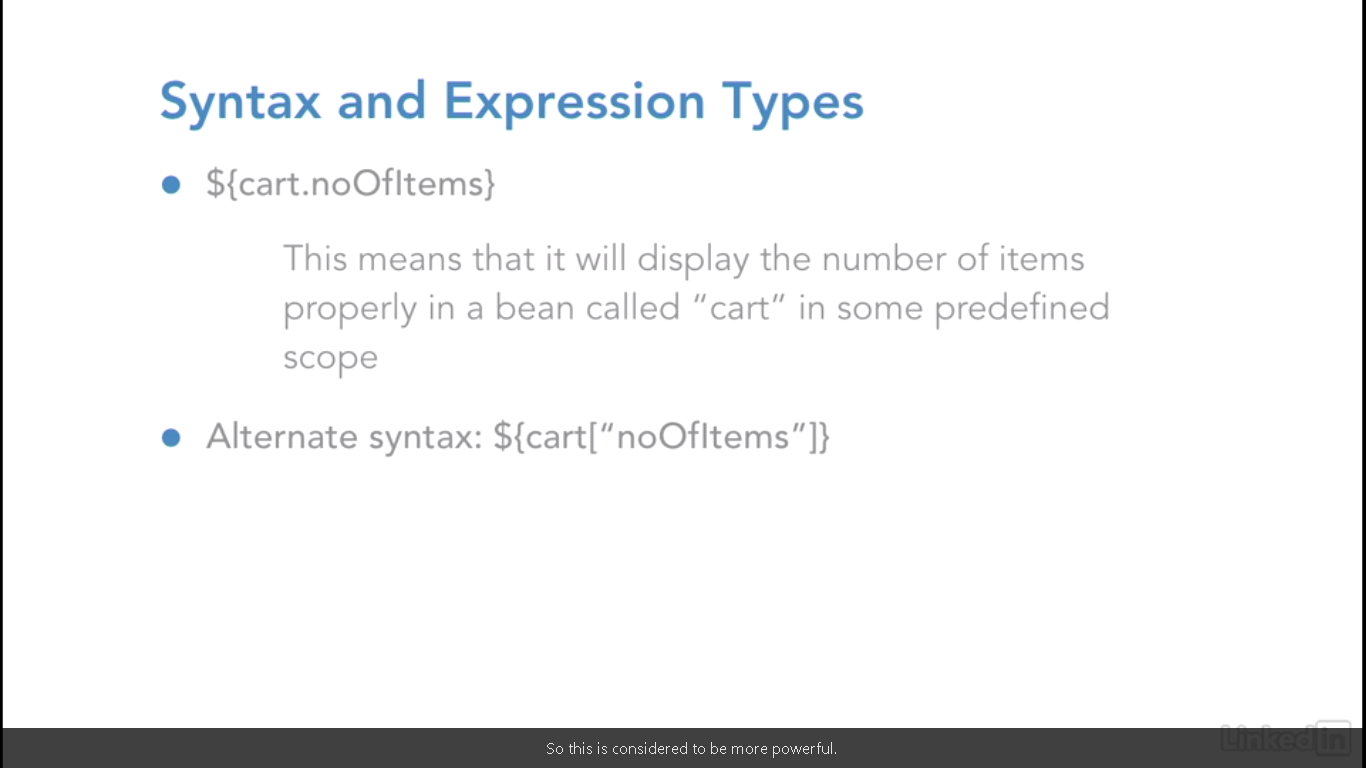 Syntax and Expression Types
● ${cart.noOfItems}
This means that it will display the number of items
properly in a bean called “cart” in some predefined
scope
● Alternate syntax: ${cart[“noOfItems”]}
LinkedIn
So this is considered to be more powerful.